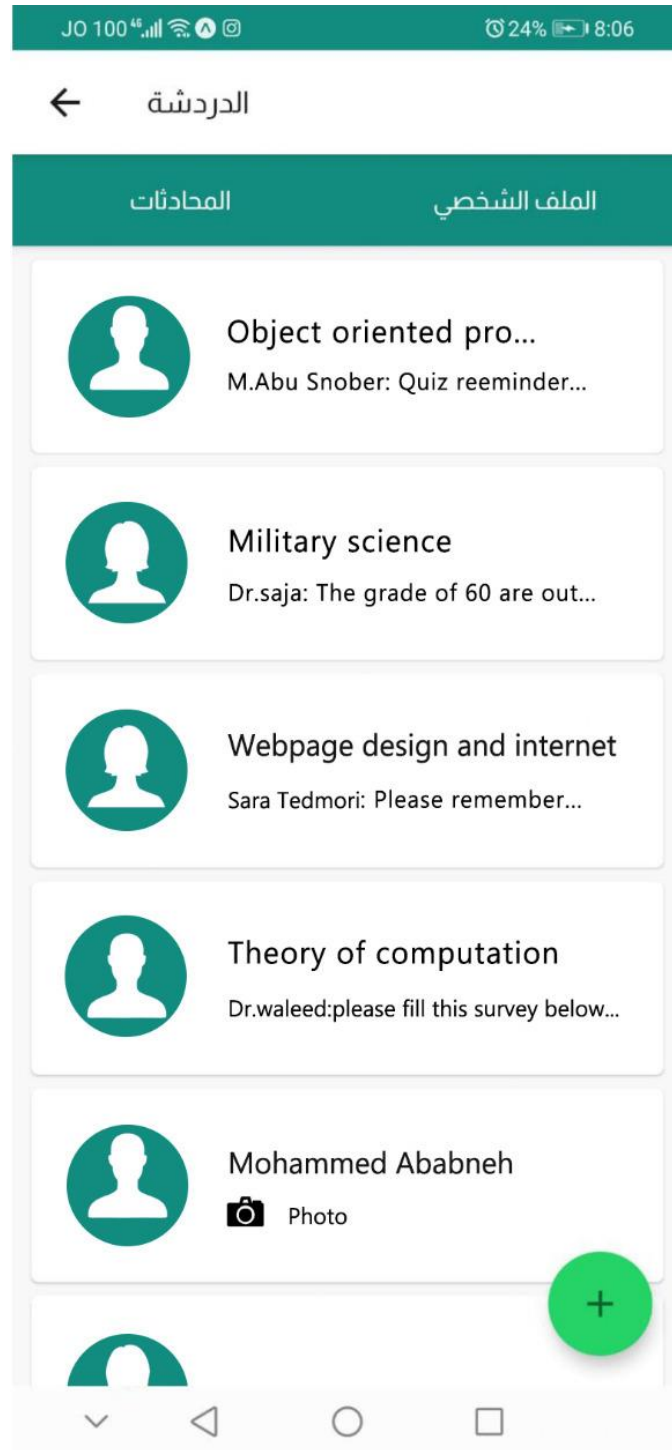 JO 100 46 24% 8:06
الدردشة
الملف الشخصي
المحادثات
Object oriented pro...
M.Abu Snober: Quiz reeminder...
Military science
Dr.saja: The grade of 60 are out...
Webpage design and internet
Sara Tedmori: Please remember...
Theory of computation
Dr.waleed:please fill this survey below...
Mohammed Ababneh
Photo
+